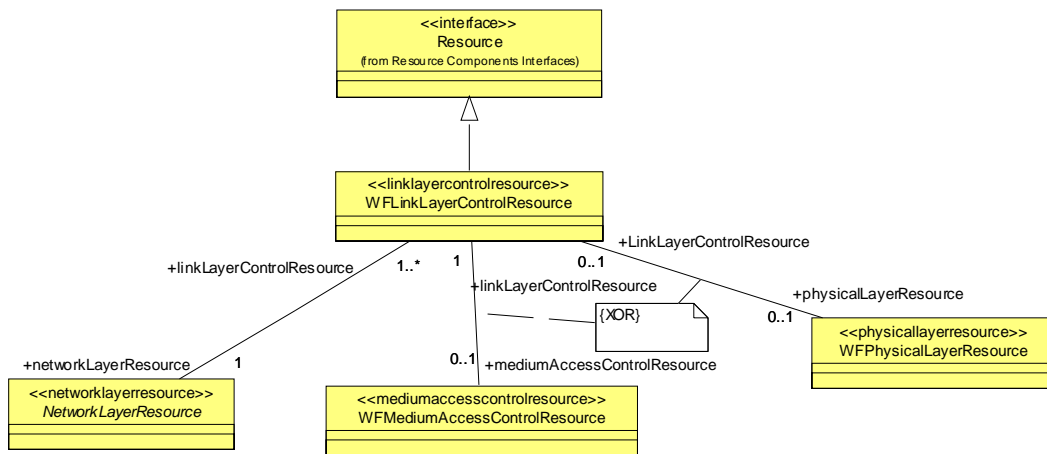 <<interface>>
Resource
(from Resource Components Interfaces)
<<linklayercontrolresource>>
WFLinkLayerControlResource
+LinkLayerControlResource
1..*
1
0..1
+linkLayerControlResource
+linkLayerControlResource
+physicalLayerResource
{XOR}
0..1
<<physicallayerresource>>
WFPhysicalLayerResource
+networkLayerResource
1
0..1
+mediumAccessControlResource
<<networklayerresource>>
NetworkLayerResource
<<mediumaccesscontrolresource>>
WFMediumAccessControlResource